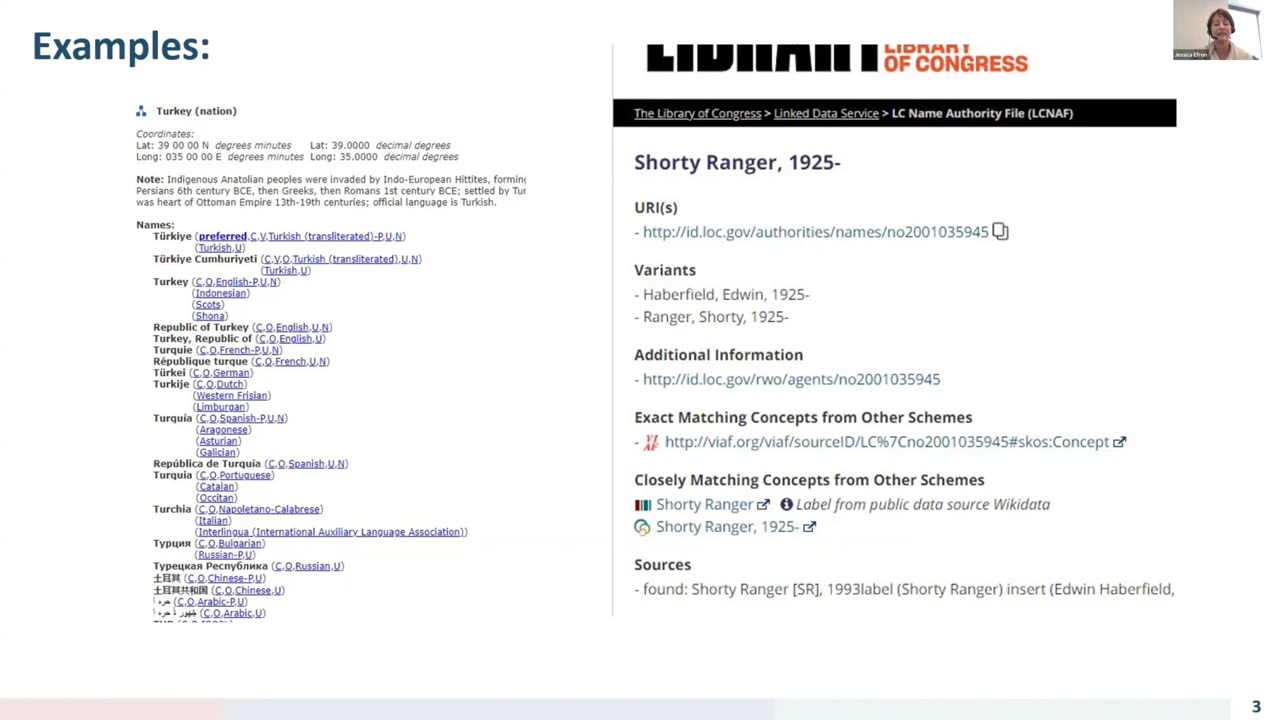 Examples:
Jessica Efron
Turkey (nation)
Coordinates:
Lat: 39 00 00 N degrees minutes Lat: 39.0000 decimal degrees
Long: 035 00 00 E degrees minutes Long: 35.0000 decimal degrees
Note: Indigenous Anatolian peoples were invaded by Indo-European Hittites, forming
Persians 6th century BCE, then Greeks, then Romans 1st century BCE; settled by Tur
was heart of Ottoman Empire 13th-19th centuries; official language is Turkish.
Names:
Türkiye (preferred,C,V,Turkish (transliterated)-P,U,N)
(Turkish,U)
Türkiye Cumhuriyeti (C,V,O,Turkish (transliterated),U,N)
(Turkish,U)
Turkey (C,O,English-P,U,N)
(Indonesian)
(Scots)
(Shona)
Republic of Turkey (C,O,English,U,N)
Turkey, Republic of (C,O,English,U)
Turquie (C,O,French-P,U,N)
République turque (C,O,French,U,N)
Türkei (C,O,German)
Turkije (C,O,Dutch)
(Western Frisian)
(Limburgan)
Turquía (C,O,Spanish-P,U,N)
(Aragonese)
(Asturian)
(Galician)
República de Turquía (C,O,Spanish,U,N)
Turquia (C,O,Portuguese)
(Catalan)
(Occitan)
Turchia (C,O,Napoletano-Calabrese)
(Italian)
(Interlingua (International Auxiliary Language Association))
Турция (C,O,Bulgarian)
(Russian-P,U)
Турецкая Республика (C,O,Russian,U)
土耳其 (C,O,Chinese-P,U)
土耳其共和国 (C,O,Chinese,U)
(C,O,Arabic-P,U)
(C,O,Arabic,U)
LIBRARY
LIBRARY
OF CONGRESS
The Library of Congress > Linked Data Service > LC Name Authority File (LCNAF)
Shorty Ranger, 1925-
URI(s)
- http://id.loc.gov/authorities/names/no2001035945
Variants
- Haberfield, Edwin, 1925-
- Ranger, Shorty, 1925-
Additional Information
- http://id.loc.gov/rwo/agents/no2001035945
Exact Matching Concepts from Other Schemes
- http://viaf.org/viaf/sourceID/LC%7Cno2001035945#skos:Concept
Closely Matching Concepts from Other Schemes
Shorty Ranger Label from public data source Wikidata
Shorty Ranger, 1925-
Sources
- found: Shorty Ranger [SR], 1993label (Shorty Ranger) insert (Edwin Haberfield,
3